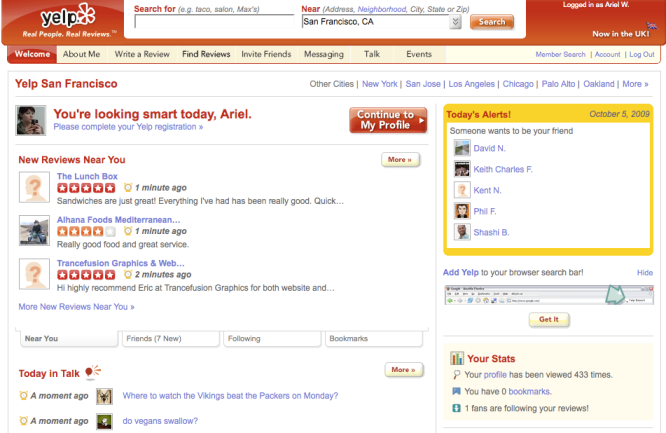 yelp
Real People. Real Reviews.™
Search for (e.g. taco, salon, Max's)
Near (Address, Neighborhood, City, State or Zip)
San Francisco, CA
Search
Logged in as Ariel W.
Now in the UK!
Welcome About Me Write a Review Find Reviews Invite Friends Messaging Talk Events
Member Search | Account | Log Out
Yelp San Francisco
Other Cities | New York | San Jose | Los Angeles | Chicago | Palo Alto | Oakland | More »
You're looking smart today, Ariel.
Please complete your Yelp registration »
Continue to
My Profile
New Reviews Near You
More »
The Lunch Box
1 minute ago
Sandwiches are just great! Everything I've had has been really good. Quick…
Alhana Foods Mediterranean…
1 minute ago
Really good food and great service.
Trancefusion Graphics & Web…
2 minutes ago
Hi highly recommend Eric at Trancefusion Graphics for both website and…
More New Reviews Near You »
Near You
Friends (7 New)
Following
Bookmarks
Today in Talk
More »
A moment ago Where to watch the Vikings beat the Packers on Monday?
A moment ago do vegans swallow?
Today's Alerts! October 5, 2009
Someone wants to be your friend
David N.
Keith Charles F.
Kent N.
Phil F.
Shashi B.
Add Yelp to your browser search bar! Hide
Get It
Your Stats
Your profile has been viewed 433 times.
You have 0 bookmarks.
1 fans are following your reviews!